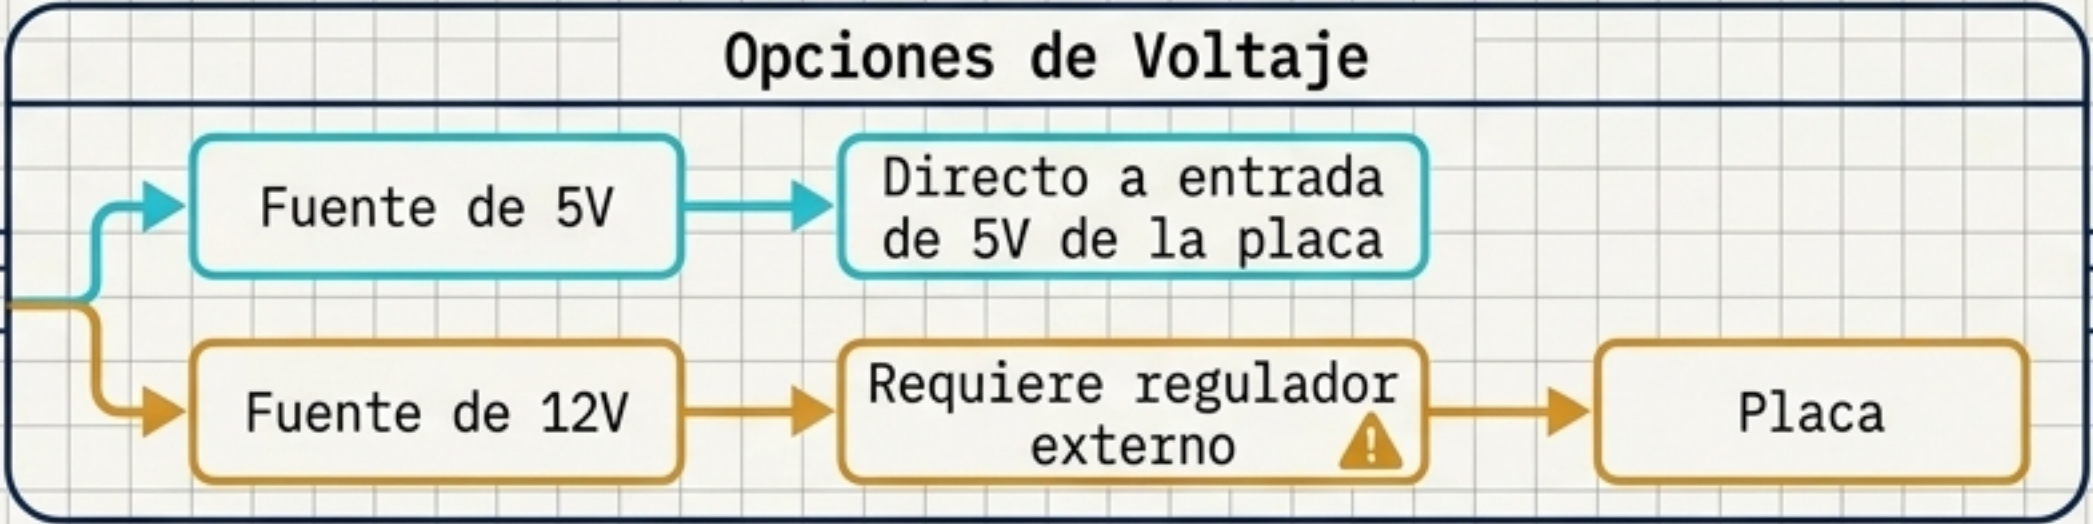 Opciones de Voltaje
Fuente de 5V
Directo a entrada
de 5V de la placa
Fuente de 12V
Requiere regulador
externo
Placa